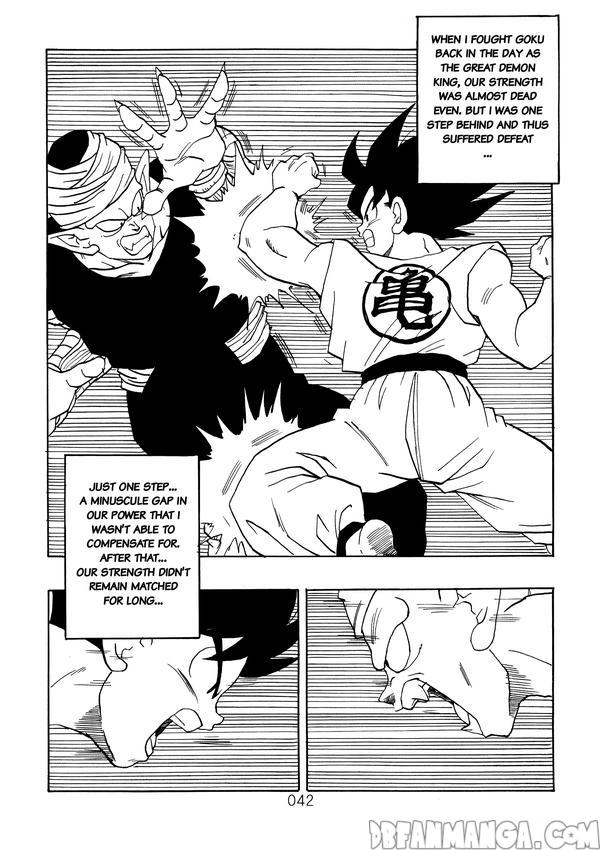 WHEN I FOUGHT GOKU
BACK IN THE DAY AS
THE GREAT DEMON
KING, OUR STRENGTH
WAS ALMOST DEAD
EVEN. BUT I WAS ONE
STEP BEHIND AND THUS
SUFFERED DEFEAT
...
亀
JUST ONE STEP...
A MINUSCULE GAP IN
OUR POWER THAT I
WASN'T ABLE TO
COMPENSATE FOR.
AFTER THAT...
OUR STRENGTH DIDN'T
REMAIN MATCHED
FOR LONG...
042
DBFANMANGA.COM